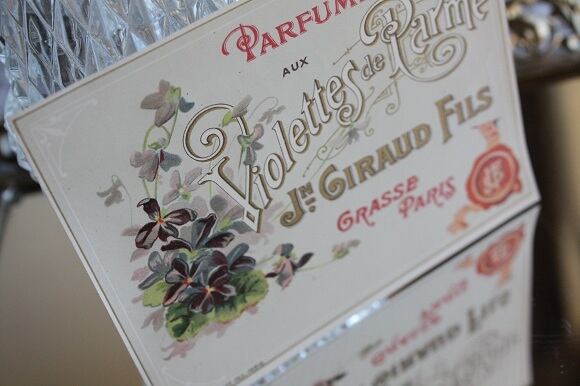 PARFUM
AUX
Violettes de Parme
JN GIRAUD FILS
GRASSE PARIS